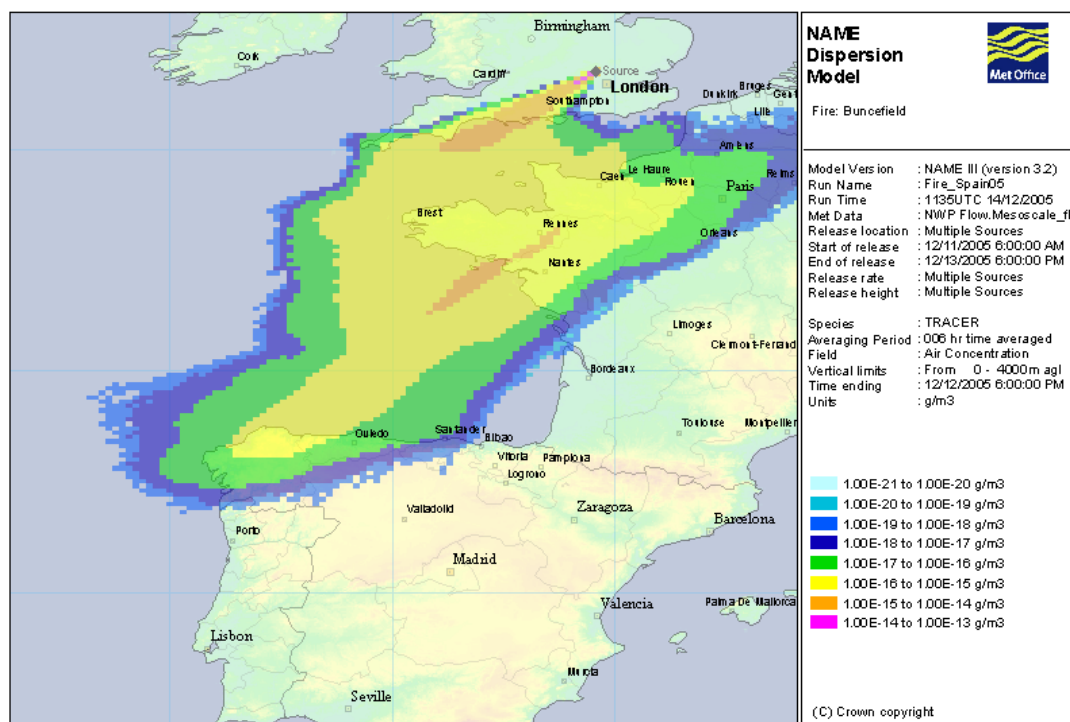 Birmingham
Cork
Cardiff
Source
London
Southampton
Dunkirk
Bruges
Gent
Lille
Amiens
Le Havre
Caen
Rouen
Reims
Paris
Brest
Rennes
Orleans
Nantes
Limoges
Clermont-Ferrand
Bordeaux
Toulouse
Montpellier
Oviedo
Santander
Bilbao
Vitoria
Pamplona
Logrono
Valladolid
Zaragoza
Barcelona
Porto
Madrid
Valencia
Palma De Mallorca
Lisbon
Murcia
Seville
NAME
Dispersion
Model
Met Office
Fire: Buncefield
Model Version : NAME III (version 3.2)
Run Name : Fire_Spain05
Run Time : 1135UTC 14/12/2005
Met Data : NWP Flow.Mesoscale_fl
Release location : Multiple Sources
Start of release : 12/11/2005 6:00:00 AM
End of release : 12/13/2005 6:00:00 PM
Release rate : Multiple Sources
Release height : Multiple Sources
Species : TRACER
Averaging Period : 006 hr time averaged
Field : Air Concentration
Vertical limits : From 0 - 4000m agl
Time ending : 12/12/2005 6:00:00 PM
Units : g/m3
1.00E-21 to 1.00E-20 g/m3
1.00E-20 to 1.00E-19 g/m3
1.00E-19 to 1.00E-18 g/m3
1.00E-18 to 1.00E-17 g/m3
1.00E-17 to 1.00E-16 g/m3
1.00E-16 to 1.00E-15 g/m3
1.00E-15 to 1.00E-14 g/m3
1.00E-14 to 1.00E-13 g/m3
(C) Crown copyright